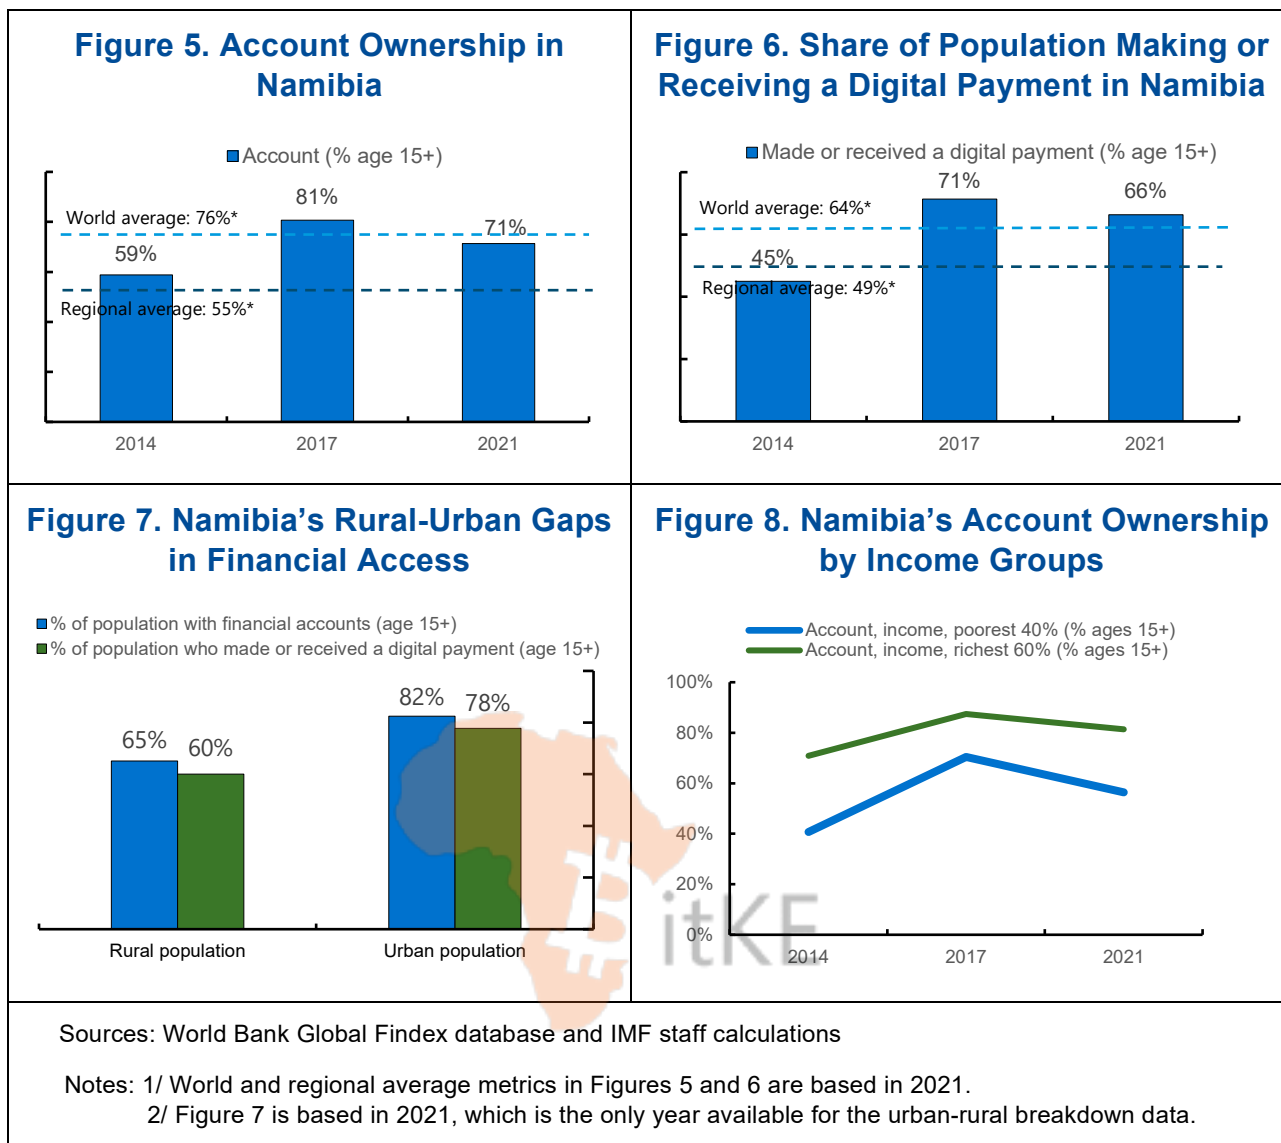 Figure 5. Account Ownership in
Namibia
Account (% age 15+)
81%
World average: 76%*
71%
59%
Regional average: 55%*
2014
2017
2021
Figure 6. Share of Population Making or
Receiving a Digital Payment in Namibia
Made or received a digital payment (% age 15+)
71%
66%
World average: 64%*
45%
Regional average: 49%*
2014
2017
2021
Figure 7. Namibia’s Rural-Urban Gaps
in Financial Access
% of population with financial accounts (age 15+)
% of population who made or received a digital payment (age 15+)
82%
78%
65%
60%
Rural population
Urban population
Figure 8. Namibia’s Account Ownership
by Income Groups
Account, income, poorest 40% (% ages 15+)
Account, income, richest 60% (% ages 15+)
100%
80%
60%
40%
20%
0%
2014
2017
2021
itKE
Sources: World Bank Global Findex database and IMF staff calculations
Notes: 1/ World and regional average metrics in Figures 5 and 6 are based in 2021.
2/ Figure 7 is based in 2021, which is the only year available for the urban-rural breakdown data.